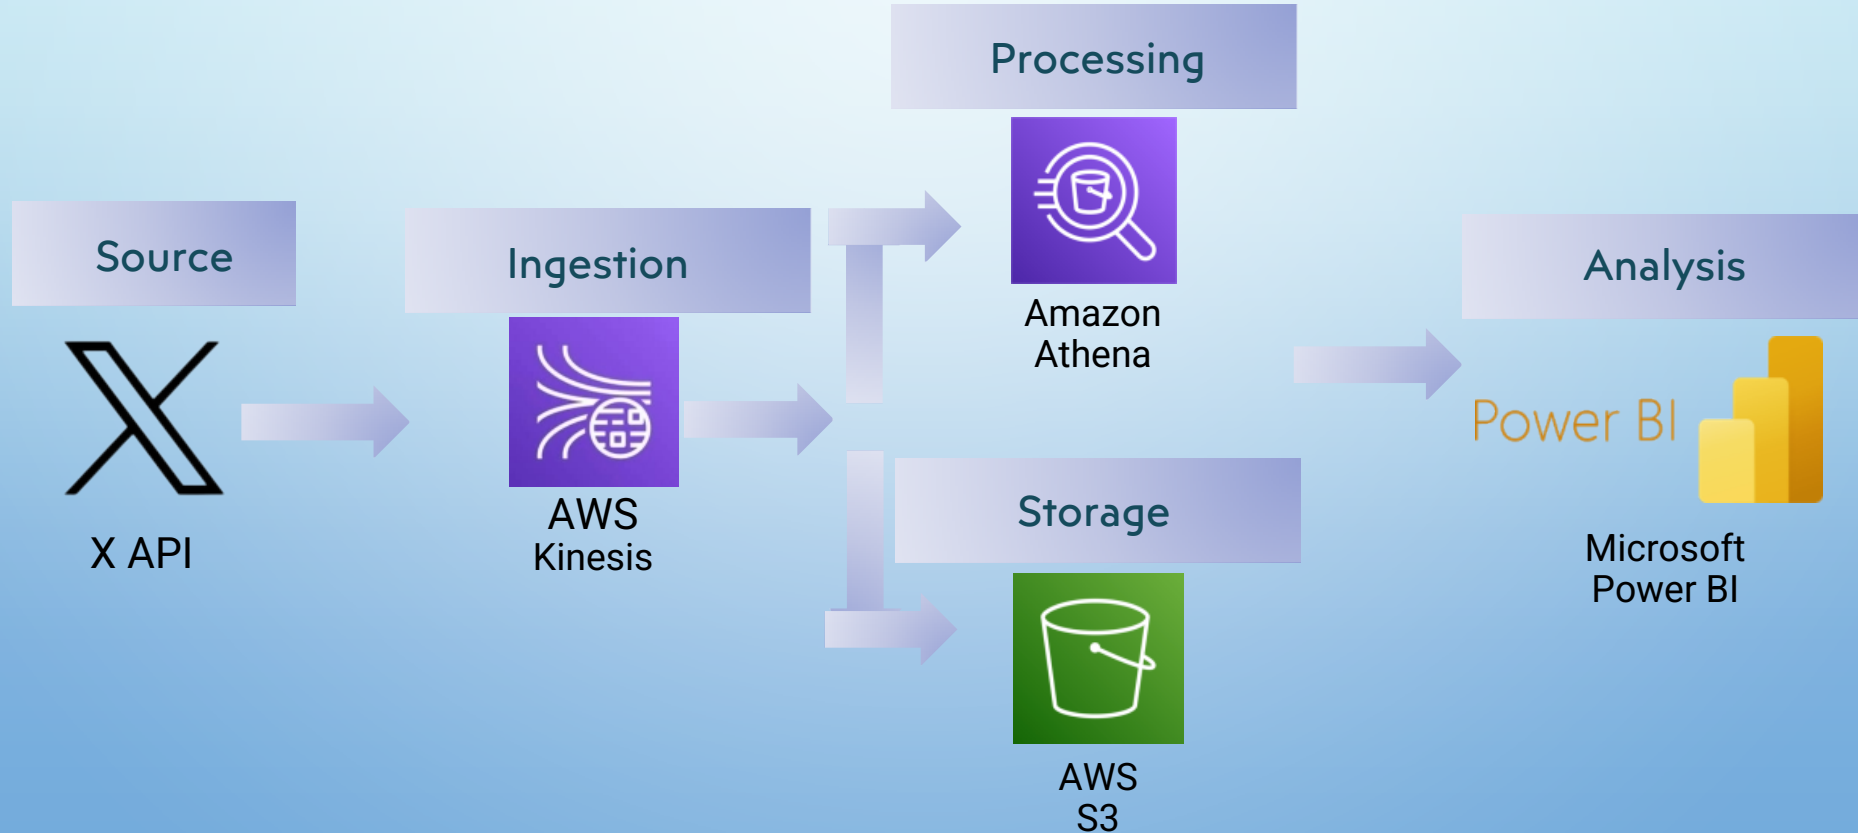 Source
X API
Ingestion
AWS
Kinesis
Processing
Amazon
Athena
Storage
AWS
S3
Analysis
Power BI
Microsoft
Power BI